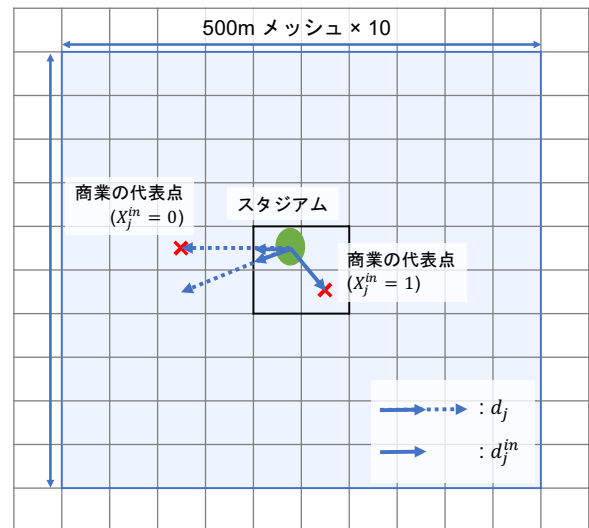 500m メッシュ × 10
商業の代表点
(X_j^{in} = 0)
スタジアム
商業の代表点
(X_j^{in} = 1)
: d_j
: d_j^{in}